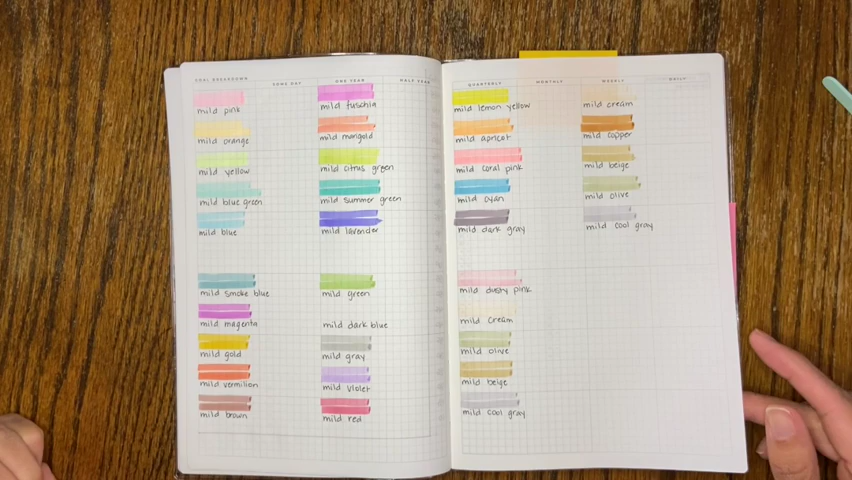 GOAL BREAKDOWN
SOME DAY
ONE YEAR
HALF YEAR
mild pink
mild orange
mild yellow
mild blue green
mild blue
mild fuschia
mild marigold
mild citrus green
mild summer green
mild lavender
mild smoke blue
mild magenta
mild gold
mild vermilion
mild brown
mild green
mild dark blue
mild gray
mild violet
mild red
QUARTERLY
MONTHLY
WEEKLY
DAILY
mild lemon yellow
mild apricot
mild coral pink
mild cyan
mild dark gray
mild cream
mild copper
mild beige
mild olive
mild cool gray
mild dusty pink
mild cream
mild olive
mild beige
mild cool gray